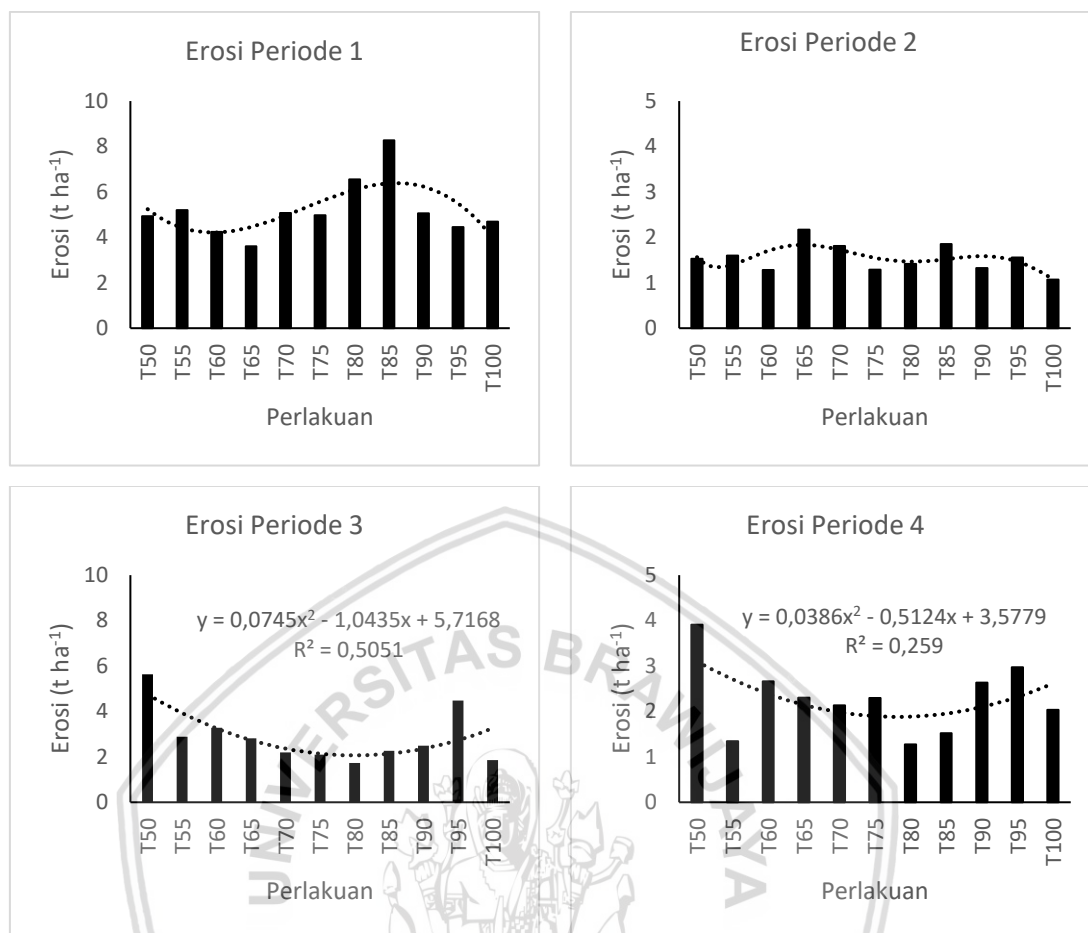 Erosi Periode 1
Erosi (t ha⁻¹)
10
8
6
4
2
0
T50 T55 T60 T65 T70 T75 T80 T85 T90 T95 T100
Perlakuan
Erosi Periode 2
Erosi (t ha⁻¹)
5
4
3
2
1
0
T50 T55 T60 T65 T70 T75 T80 T85 T90 T95 T100
Perlakuan
Erosi Periode 3
y = 0,0745x² - 1,0435x + 5,7168
R² = 0,5051
Erosi (t ha⁻¹)
10
8
6
4
2
0
T50 T55 T60 T65 T70 T75 T80 T85 T90 T95 T100
Perlakuan
Erosi Periode 4
y = 0,0386x² - 0,5124x + 3,5779
R² = 0,259
Erosi (t ha⁻¹)
5
4
3
2
1
0
T50 T55 T60 T65 T70 T75 T80 T85 T90 T95 T100
Perlakuan
UNIVERSITAS BRAWIJAYA